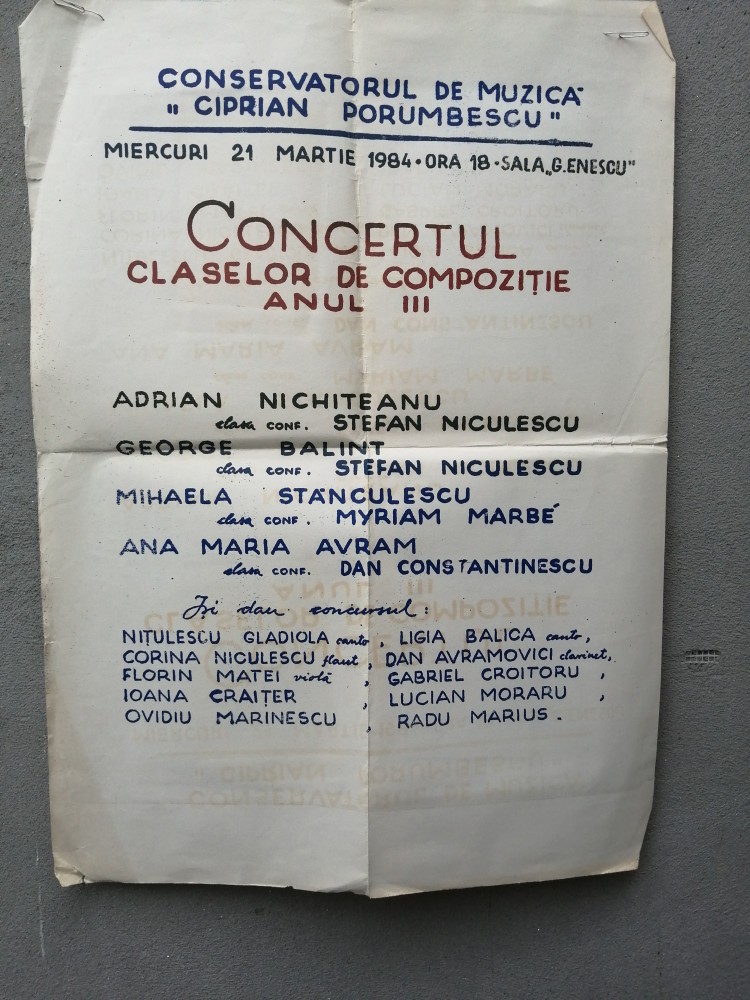 CONSERVATORUL DE MUZICĂ
"CIPRIAN PORUMBESCU"
MIERCURI 21 MARTIE 1984 • ORA 18 • SALA „G. ENESCU"
CONCERTUL
CLASELOR DE COMPOZIȚIE
ANUL III
ADRIAN NICHITEANU
clasa CONF. STEFAN NICULESCU
GEORGE BALINT
clasa CONF. STEFAN NICULESCU
MIHAELA STĂNCULESCU
clasa CONF. MYRIAM MARBÉ
ANA MARIA AVRAM
clasa CONF. DAN CONSTANTINESCU
Își dau concursul:
NIȚULESCU GLADIOLA canto, LIGIA BALICA canto,
CORINA NICULESCU flaut, DAN AVRAMOVICI clarinet,
FLORIN MATEI violă, GABRIEL CROITORU,
IOANA CRAIȚER, LUCIAN MORARU,
OVIDIU MARINESCU, RADU MARIUS.